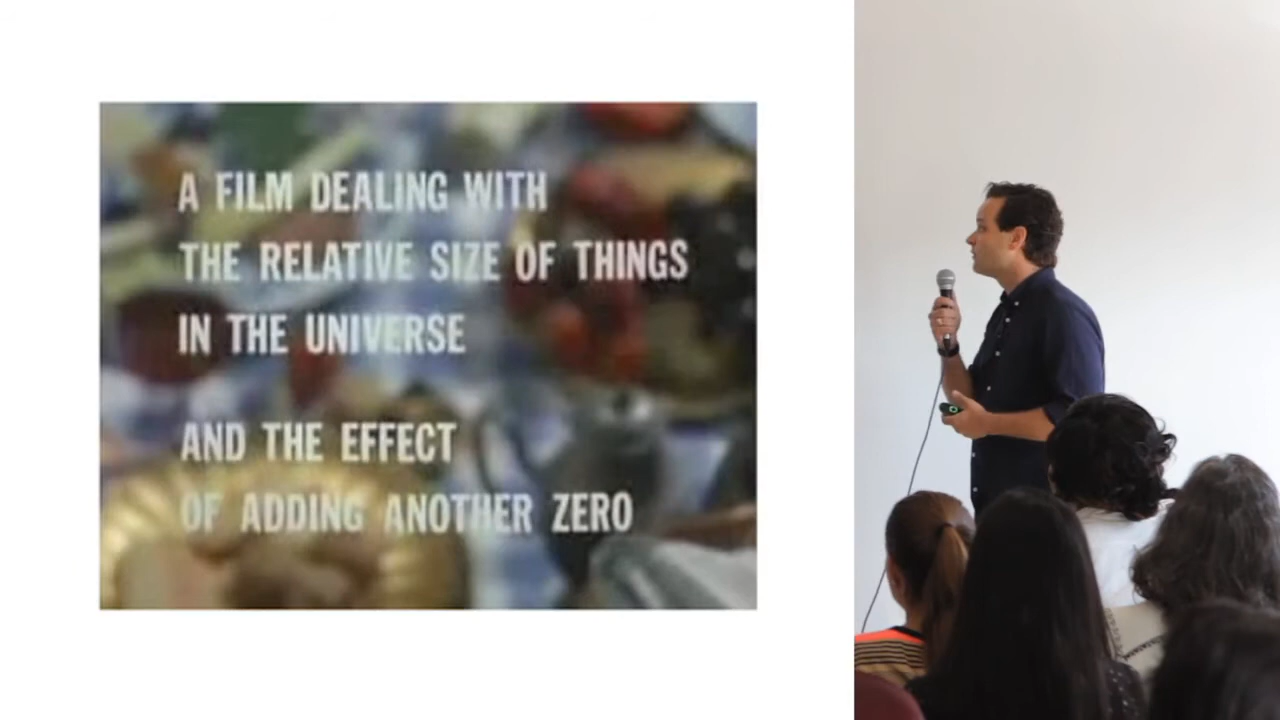 A FILM DEALING WITH
THE RELATIVE SIZE OF THINGS
IN THE UNIVERSE
AND THE EFFECT
OF ADDING ANOTHER ZERO